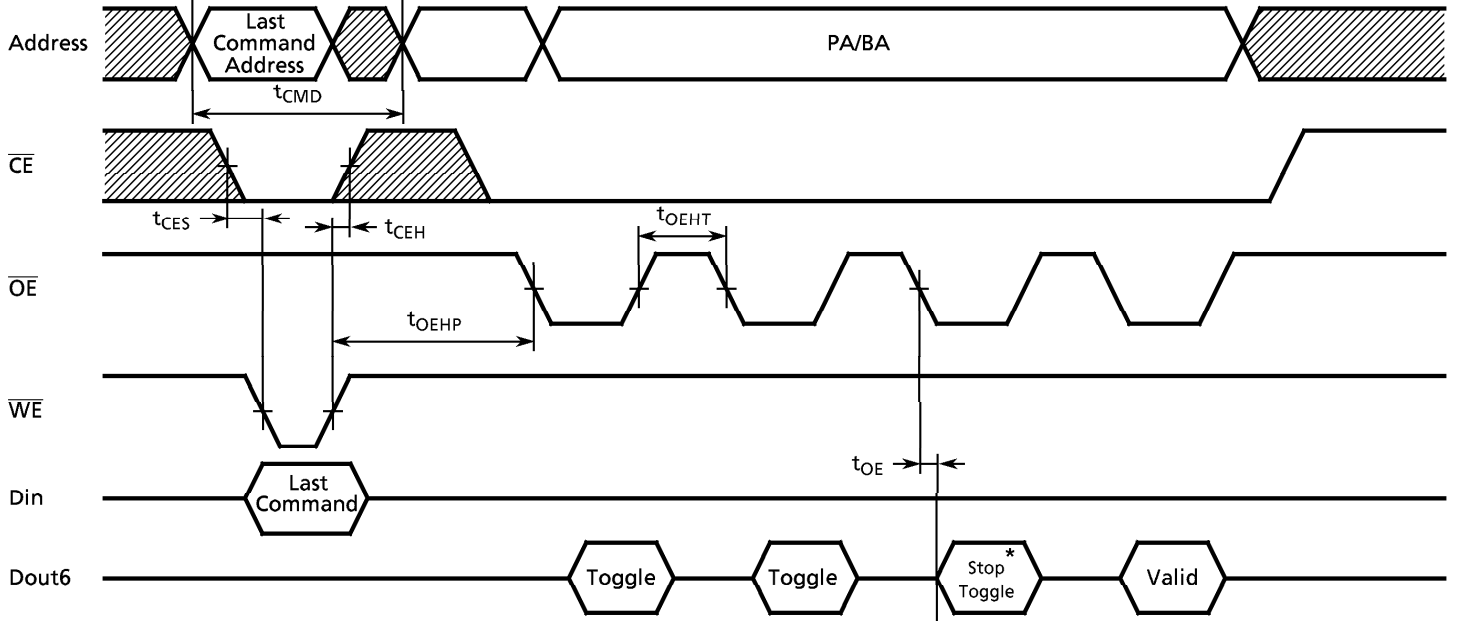 Address
Last
Command
Address
PA/BA
tCMD
CE
tCES
tCEH
tOEHT
OE
tOEHP
WE
tOE
Din
Last
Command
Dout6
Toggle
Toggle
Stop *
Toggle
Valid